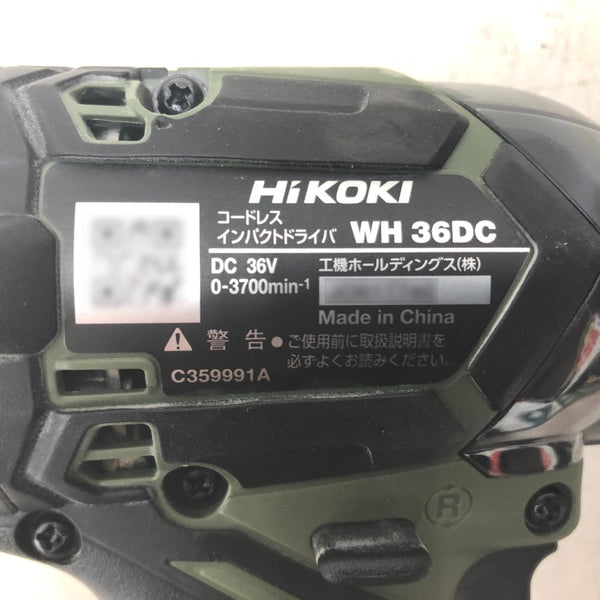 HiKOKI
コードレス
インパクトドライバ WH 36DC
DC 36V
0-3700min-1
工機ホールディングス(株)
Made in China
警告 ● ご使用前に取扱説明書を
必ずよくお読みください。
C359991A
R